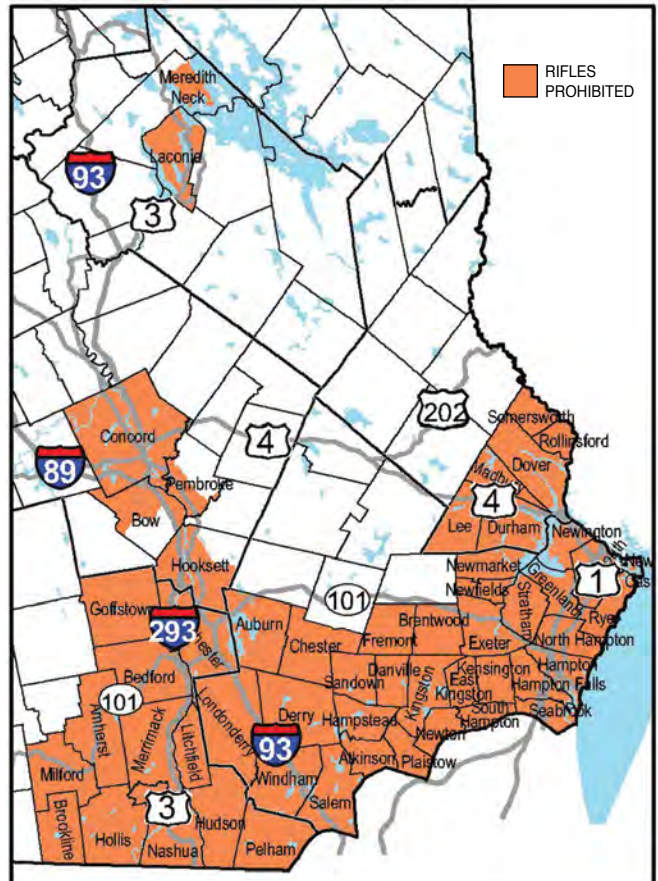 RIFLES
PROHIBITED
Meredith
Neck
Laconia
93
3
Concord
89
4
202
Somersworth
Rollinsford
Dover
Madbury
Pembroke
Bow
4
Lee
Durham
Newington
Hooksett
Newmarket
New
Cas
1
Newfields
Greenland
Stratham
Rye
Goffstown
293
hester
Auburn
101
Brentwood
Chester
Fremont
Exeter
North Hampton
Bedford
Danville
Kensington
Hampton
Sandown
East
Kingston
Kingston
Hampton Falls
101
Londonderry
Derry
Hampstead
South
Hampton
Seabrook
Amherst
Merrimack
Litchfield
93
Newton
Atkinson
Plaistow
Milford
Windham
Salem
3
Brookline
Hollis
Nashua
Hudson
Pelham